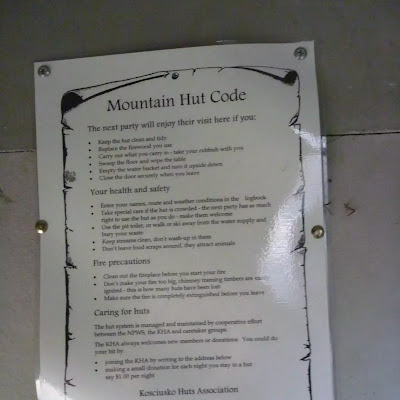 Mountain Hut Code
The next party will enjoy their visit here if you:
• Keep the hut clean and tidy
• Replace the firewood you use
• Carry out what you carry in - take your rubbish with you
• Sweep the floor and wipe the table
• Empty the water bucket and turn it upside down
• Close the door securely when you leave
Your health and safety
• Enter your names, route and weather conditions in the logbook
• Take special care if the hut is crowded - the next party has as much
right to use the hut as you do - make them welcome
• Use the pit toilet, or walk or ski away from the water supply and
bury your waste
• Keep streams clean, don't wash-up in them
• Don't leave food scraps around, they attract animals
Fire precautions
• Clean out the fireplace before you start your fire
• Don't make your fire too big, chimney framing timbers are easily
ignited - this is how many huts have been lost
• Make sure the fire is completely extinguished before you leave
Caring for huts
The hut system is managed and maintained by cooperative effort
between the NPWS, the KHA and caretaker groups.
The KHA always welcomes new members or donations. You could do
your bit by:
• joining the KHA by writing to the address below
• making a small donation for each night you stay in a hut
say $1.00 per night
Kosciusko Huts Association